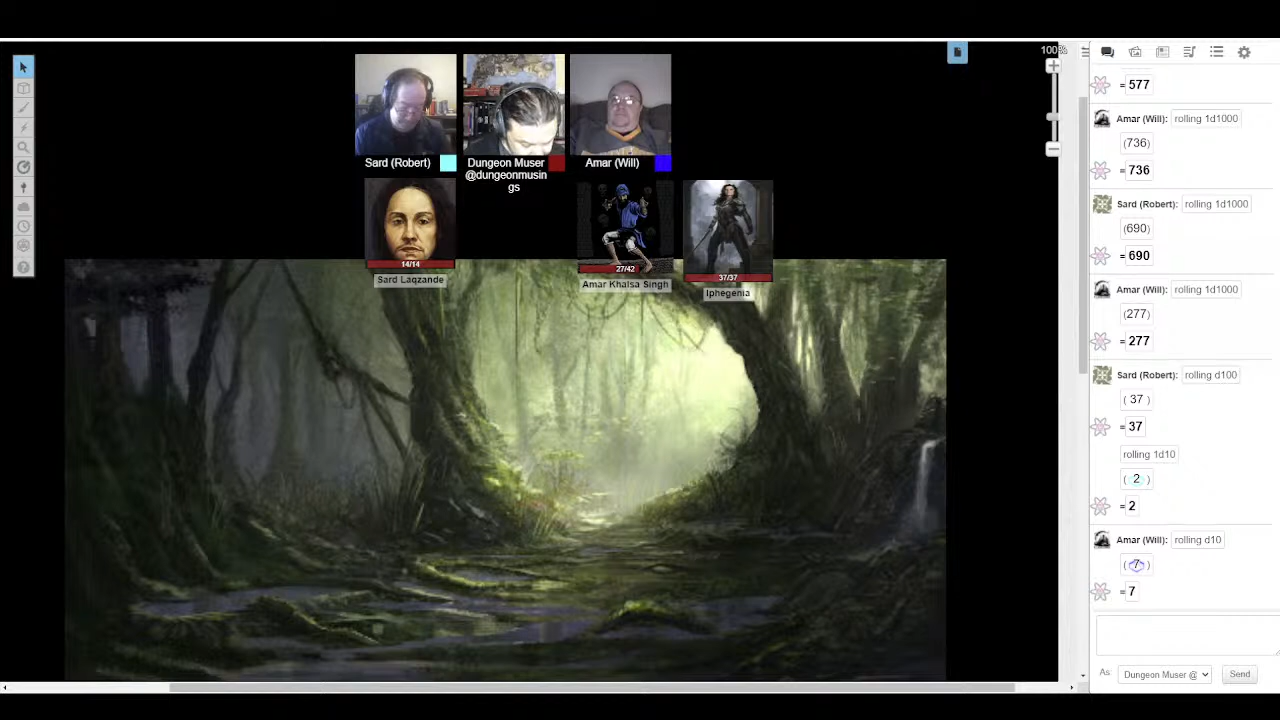 100%
Sard (Robert)
Dungeon Muser
@dungeonmusin
gs
Amar (Will)
14/14
Sard Laqzande
27/42
Amar Khalsa Singh
37/37
Iphegenia
= 577
Amar (Will): rolling 1d1000
(736)
= 736
Sard (Robert): rolling 1d1000
(690)
= 690
Amar (Will): rolling 1d1000
(277)
= 277
Sard (Robert): rolling d100
( 37 )
= 37
rolling 1d10
( 2 )
= 2
Amar (Will): rolling d10
( 7 )
= 7
As: Dungeon Muser @ Send